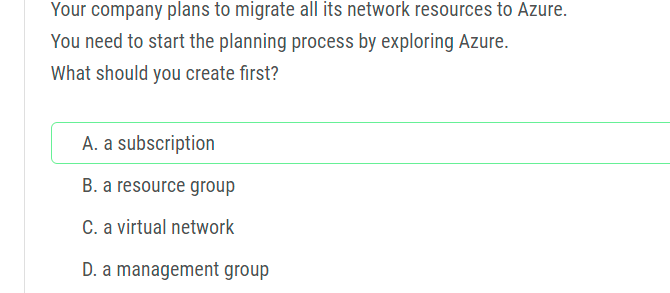 Your company plans to migrate all its network resources to Azure.
You need to start the planning process by exploring Azure.
What should you create first?
A. a subscription
B. a resource group
C. a virtual network
D. a management group